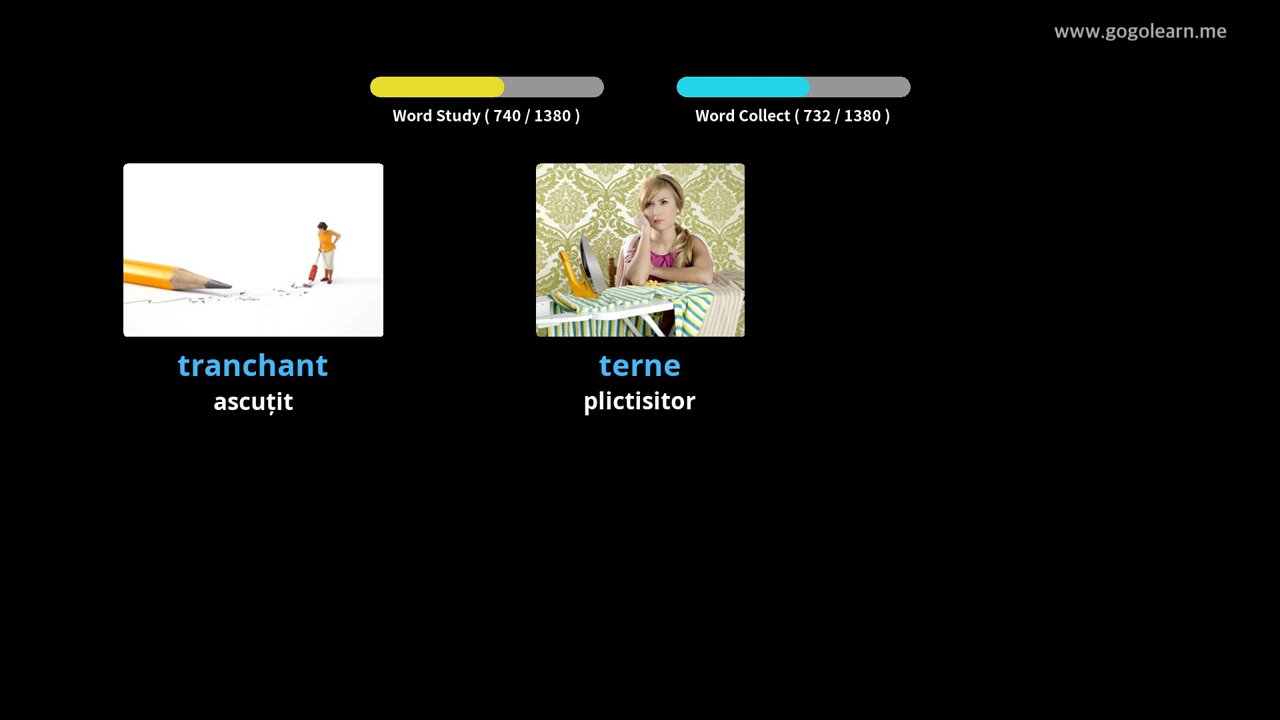 www.gogolearn.me
Word Study ( 740 / 1380 )
Word Collect ( 732 / 1380 )
tranchant
ascuțit
terne
plictisitor